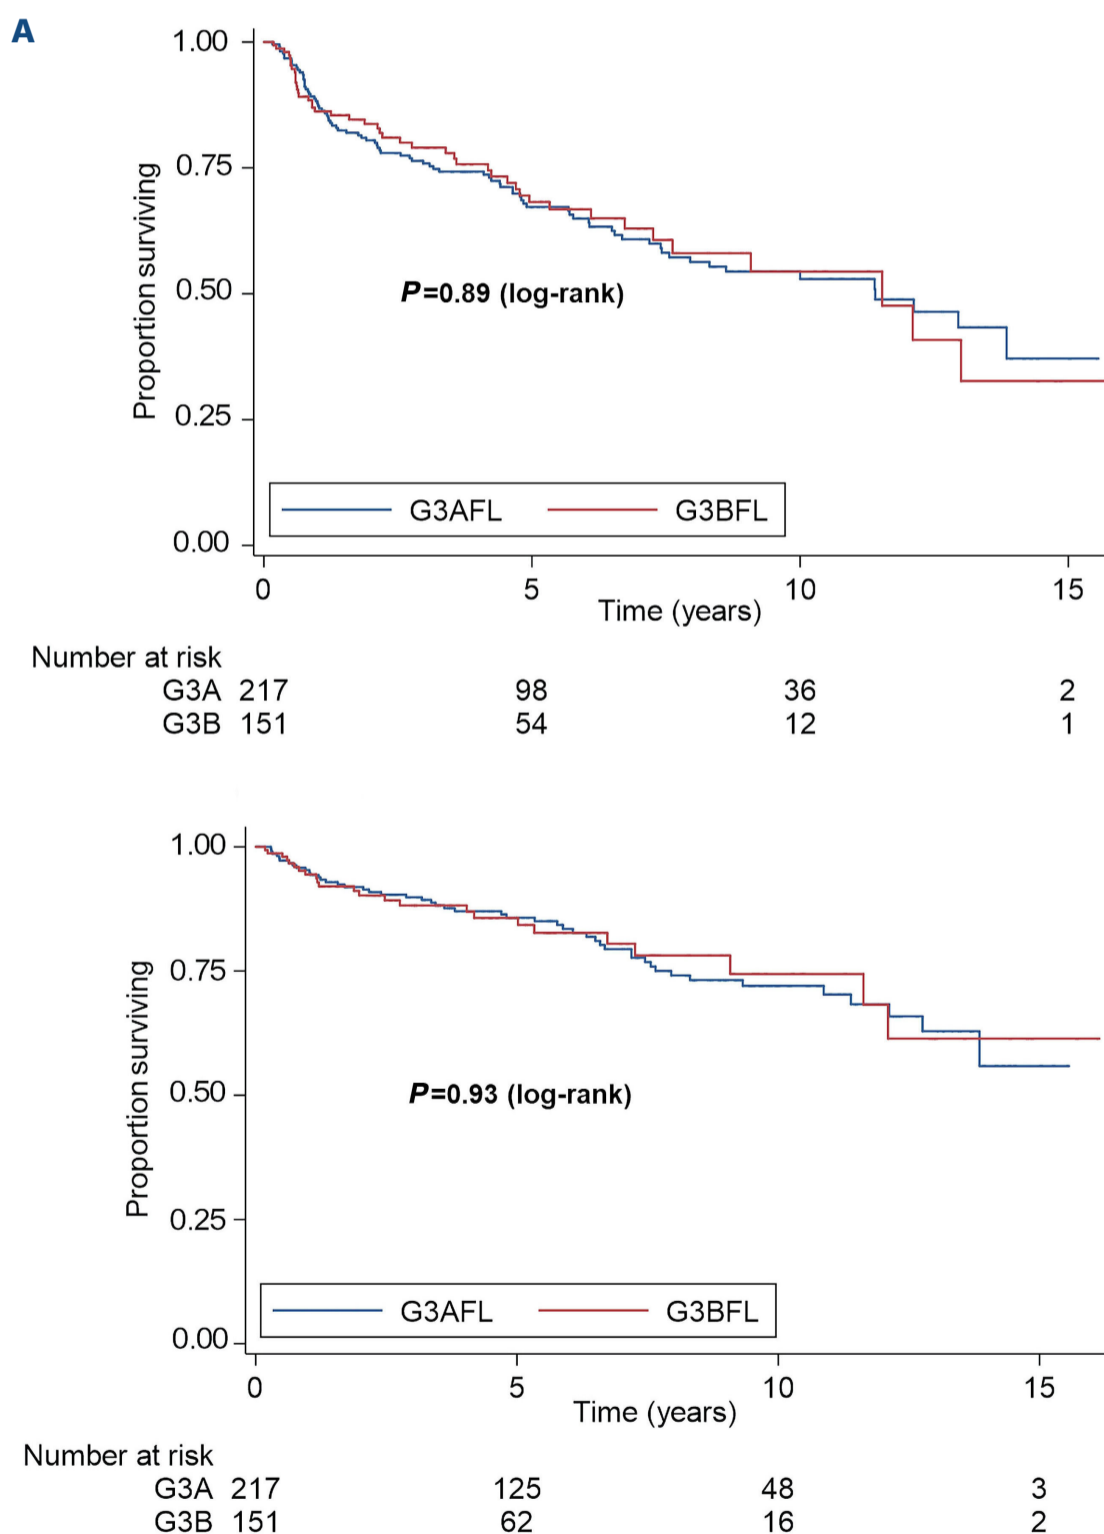 A
1.00
0.75
0.50
0.25
0.00
Proportion surviving
P=0.89 (log-rank)
G3AFL G3BFL
0 5 10 15
Time (years)
Number at risk
G3A 217 98 36 2
G3B 151 54 12 1
1.00
0.75
0.50
0.25
0.00
Proportion surviving
P=0.93 (log-rank)
G3AFL G3BFL
0 5 10 15
Time (years)
Number at risk
G3A 217 125 48 3
G3B 151 62 16 2